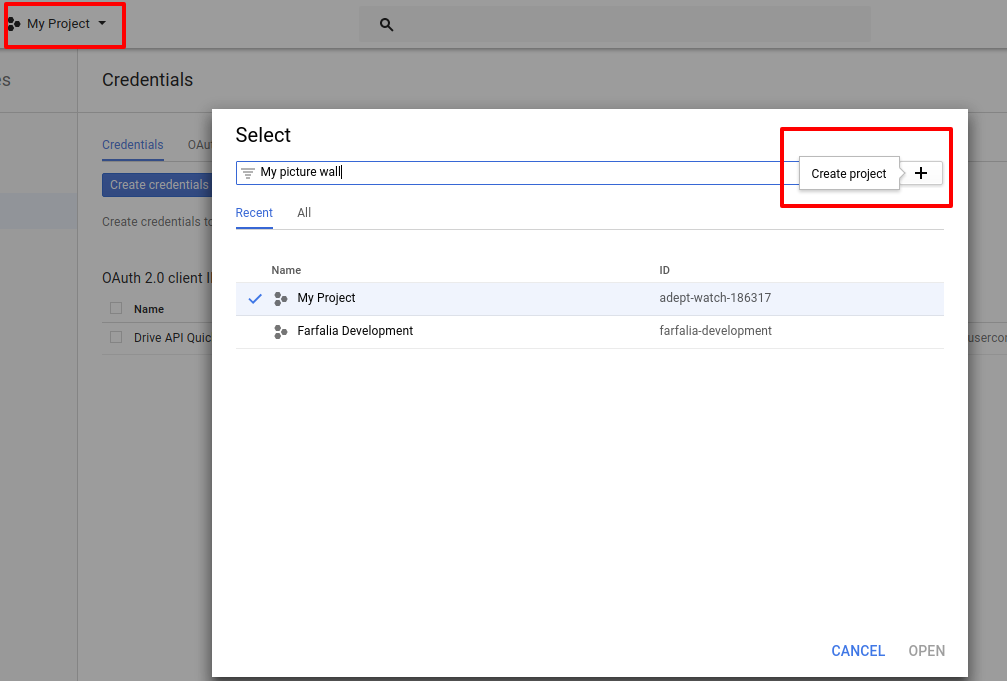 My Project
es
Credentials
Select
Credentials
OAut
My picture wall
Create project
Create credentials
Recent
All
Create credentials to
Name
ID
OAuth 2.0 client I
My Project
adept-watch-186317
Name
Farfalia Development
farfalia-development
Drive API Quic
usercon
CANCEL
OPEN